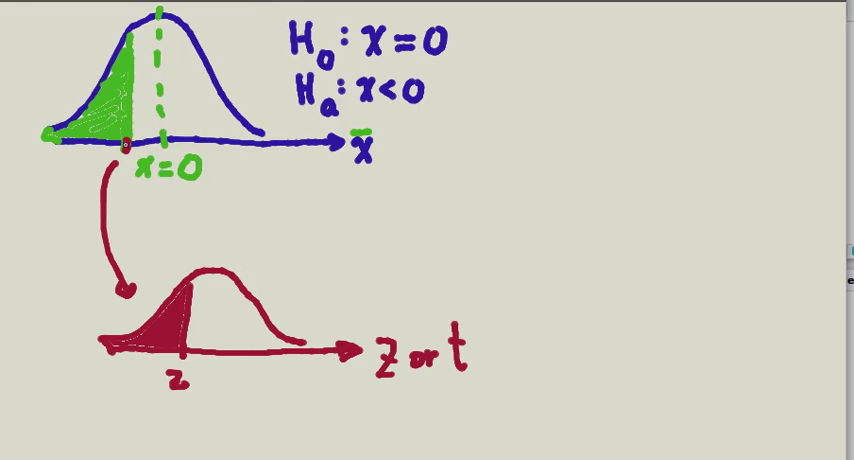 H₀: x = 0
Hₐ: x < 0
x̄
x = 0
z or t
z